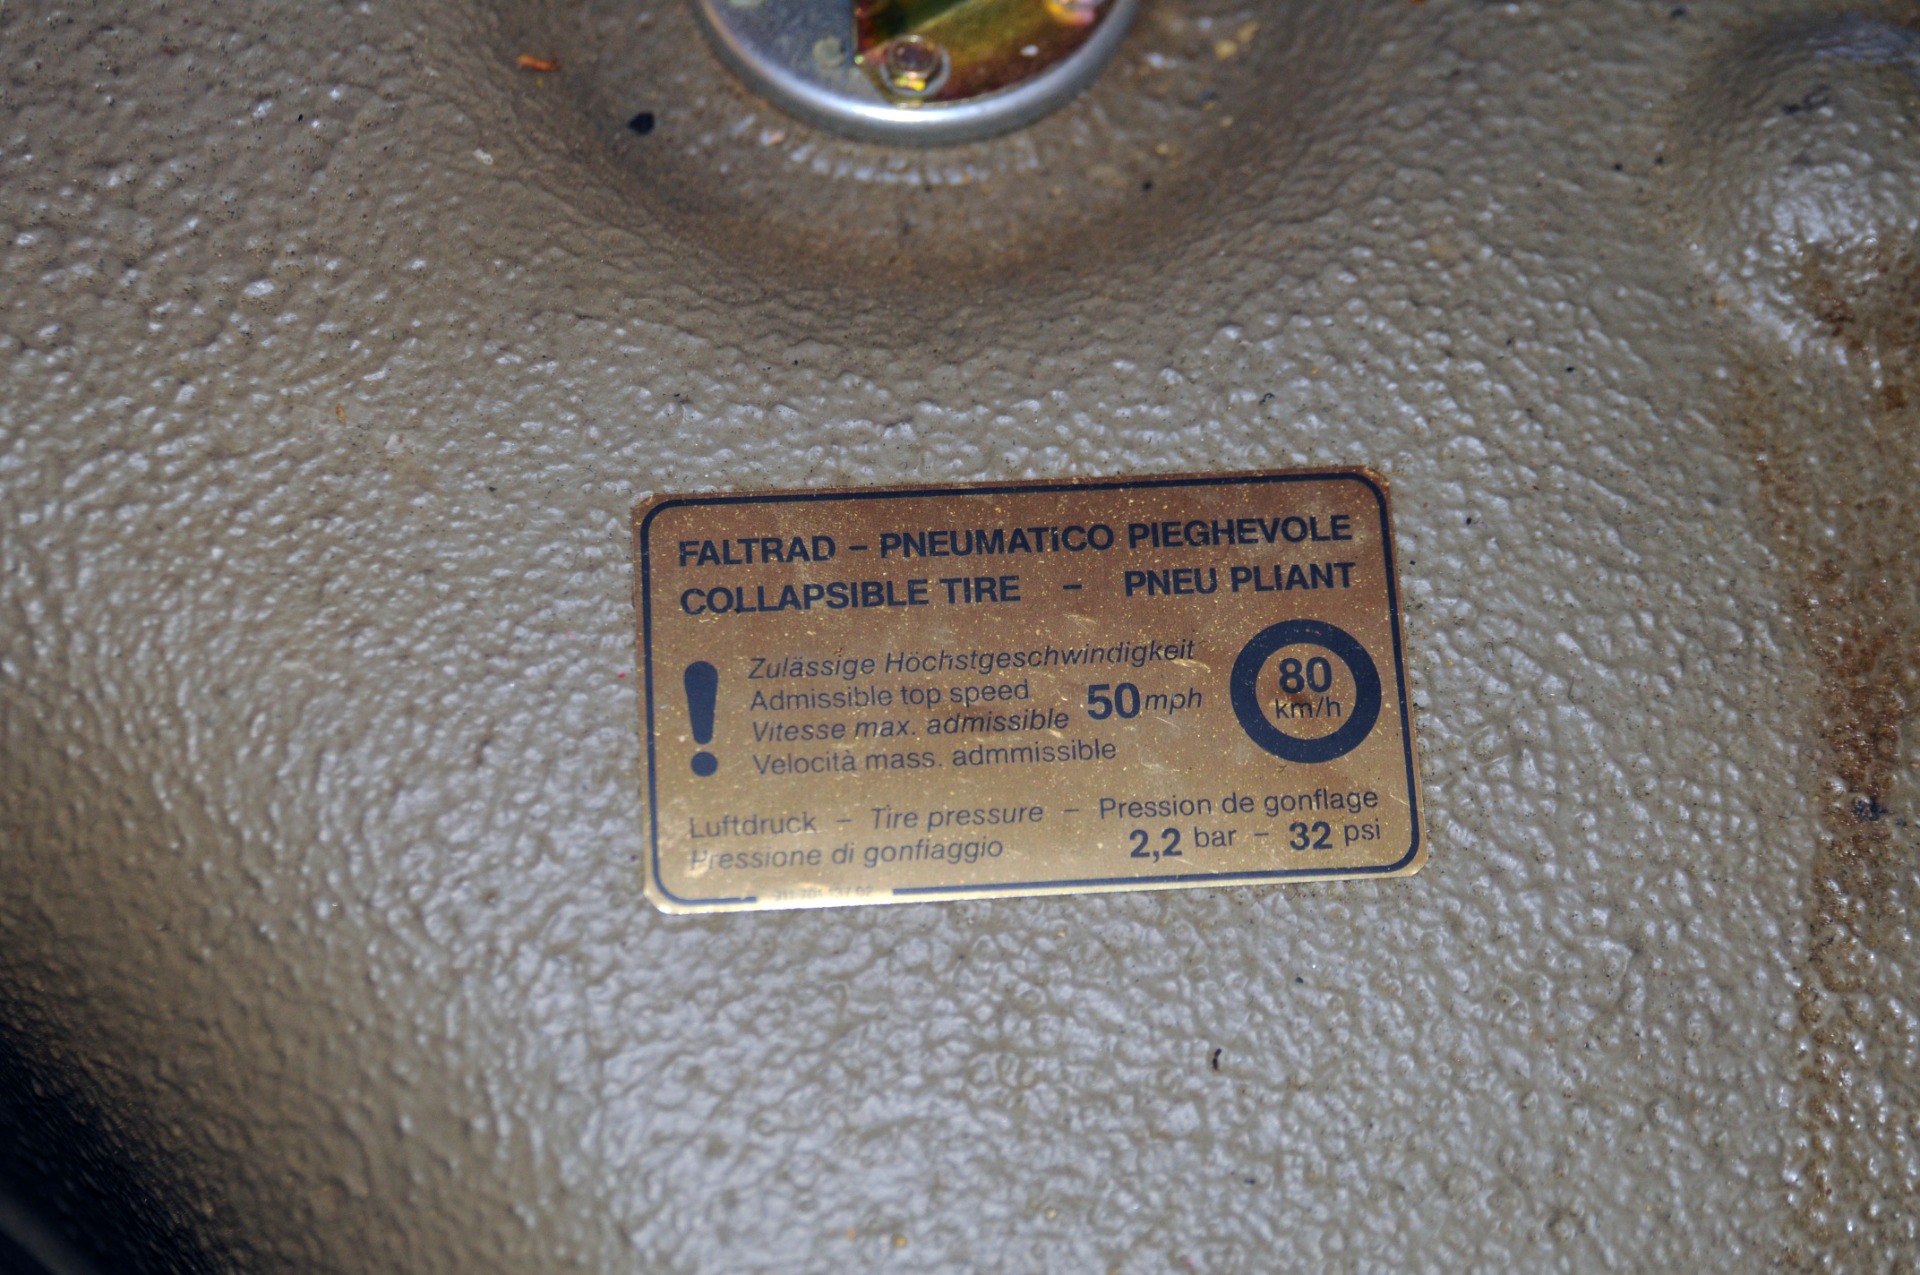 FALTRAD – PNEUMATICO PIEGHEVOLE
COLLAPSIBLE TIRE – PNEU PLIANT
! Zulässige Höchstgeschwindigkeit
Admissible top speed
Vitesse max. admissible
Velocità mass. admmissible
50 mph
80
km/h
Luftdruck – Tire pressure – Pression de gonflage
Pressione di gonfiaggio 2,2 bar – 32 psi